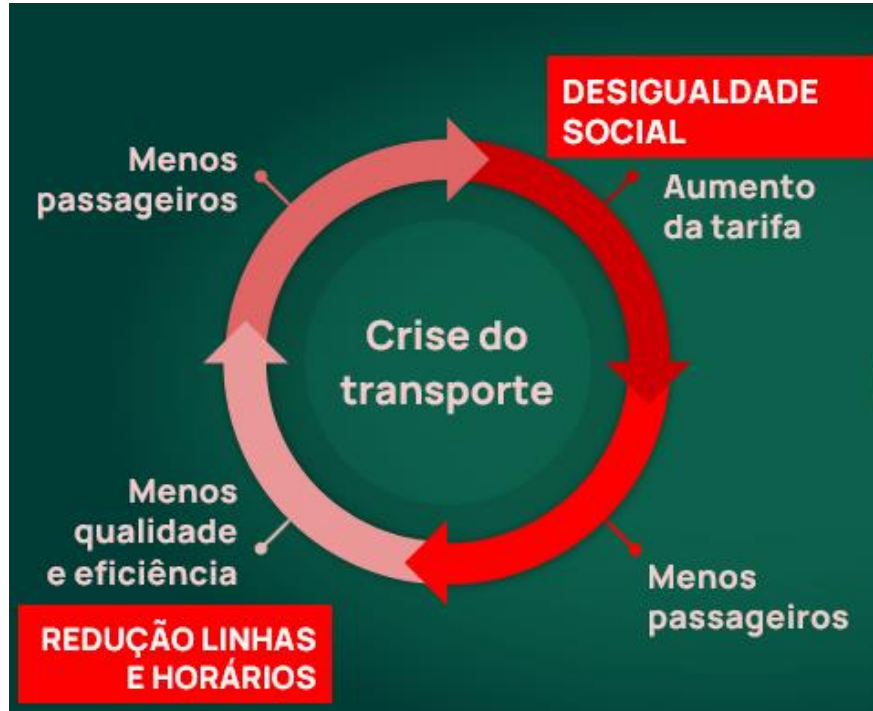 DESIGUALDADE
SOCIAL
Aumento
da tarifa
Menos
passageiros
Menos
qualidade
e eficiência
REDUÇÃO LINHAS
E HORÁRIOS
Menos
passageiros
Crise do
transporte